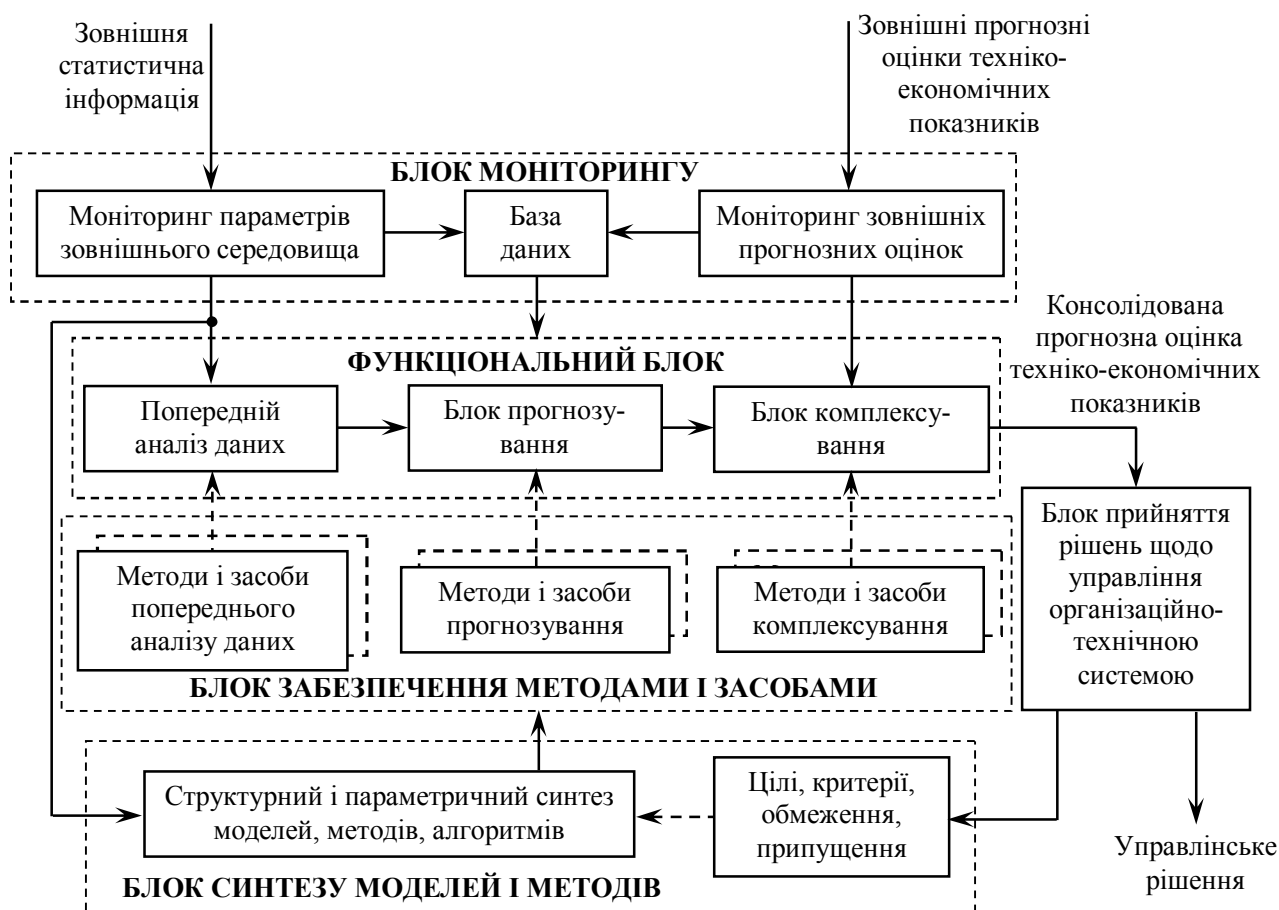 Зовнішня
статистична
інформація
Зовнішні прогнозні
оцінки техніко-
економічних
показників
БЛОК МОНІТОРИНГУ
Моніторинг параметрів
зовнішнього середовища
База
даних
Моніторинг зовнішніх
прогнозних оцінок
Консолідована
прогнозна оцінка
техніко-економічних
показників
ФУНКЦІОНАЛЬНИЙ БЛОК
Попередній
аналіз даних
Блок прогнозу-
вання
Блок комплексу-
вання
Блок прийняття
рішень щодо
управління
організаційно-
технічною
системою
Методи і засоби
попереднього
аналізу даних
Методи і засоби
прогнозування
Методи і засоби
комплексування
БЛОК ЗАБЕЗПЕЧЕННЯ МЕТОДАМИ І ЗАСОБАМИ
Структурний і параметричний синтез
моделей, методів, алгоритмів
Цілі, критерії,
обмеження,
припущення
БЛОК СИНТЕЗУ МОДЕЛЕЙ І МЕТОДІВ
Управлінське
рішення